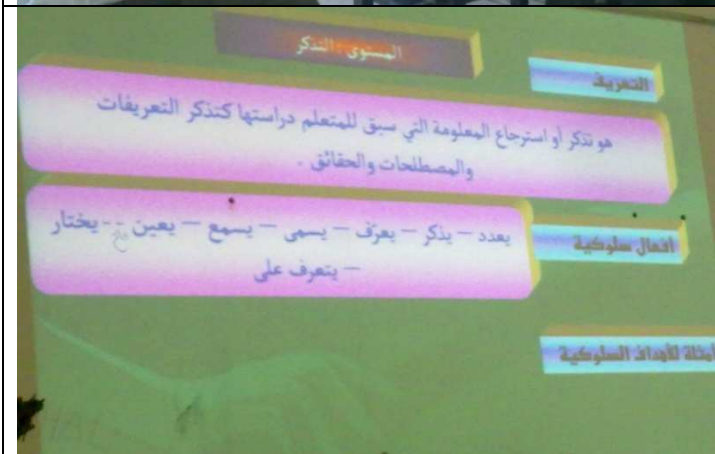 المستوى : التذكر
التعريف
هو تذكر أو استرجاع المعلومة التي سبق للمتعلم دراستها كتذكر التعريفات
والمصطلحات والحقائق .
أفعال سلوكية
يعدد – يذكر – يعرّف – يسمى – يسمع – يعين -- يختار
– يتعرف على
أمثلة للأهداف السلوكية